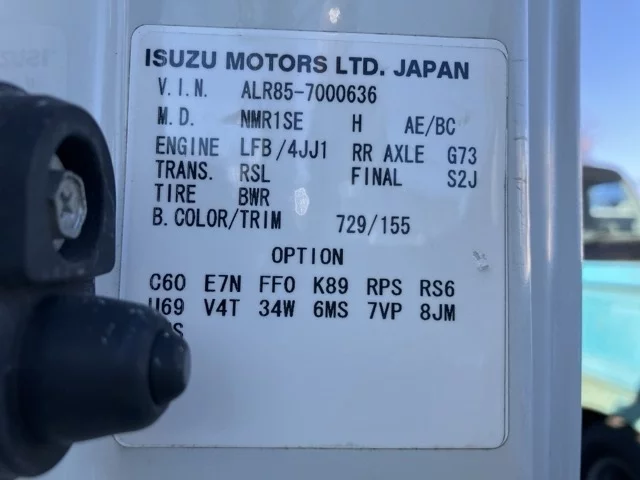 ISUZU MOTORS LTD. JAPAN
V.I.N. ALR85-7000636
M.D. NMR1SE H AE/BC
ENGINE LFB/4JJ1 RR AXLE G73
TRANS. RSL FINAL S2J
TIRE BWR
B.COLOR/TRIM 729/155
OPTION
C60 E7N FF0 K89 RPS RS6
U69 V4T 34W 6MS 7VP 8JM